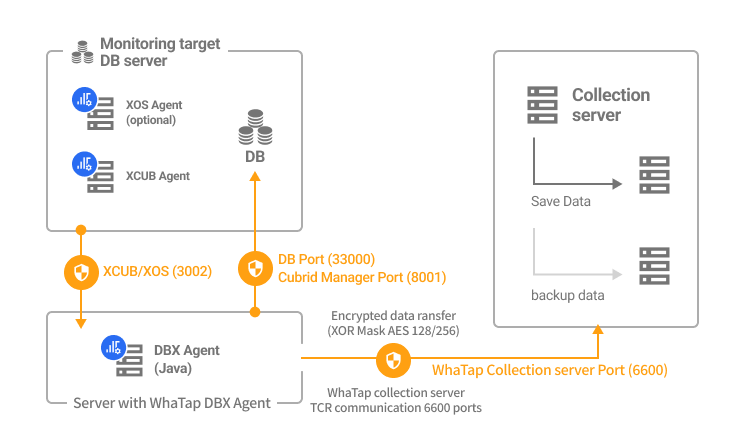 Monitoring target
DB server
XOS Agent
(optional)
XCUB Agent
DB
Collection
server
Save Data
backup data
XCUB/XOS (3002)
DB Port (33000)
Cubrid Manager Port (8001)
DBX Agent
(Java)
Server with WhaTap DBX Agent
Encrypted data ransfer
(XOR Mask AES 128/256)
WhaTap Collection server Port (6600)
WhaTap collection server
TCR communication 6600 ports